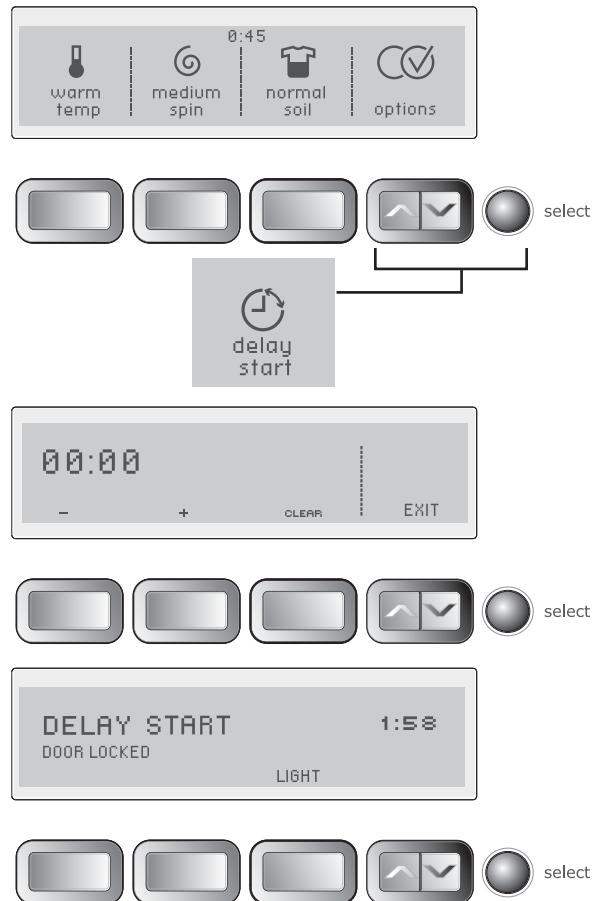 0:45
warm temp
medium spin
normal soil
options
select
delay start
00:00
- + CLEAR EXIT
select
DELAY START 1:58
DOOR LOCKED
LIGHT
select